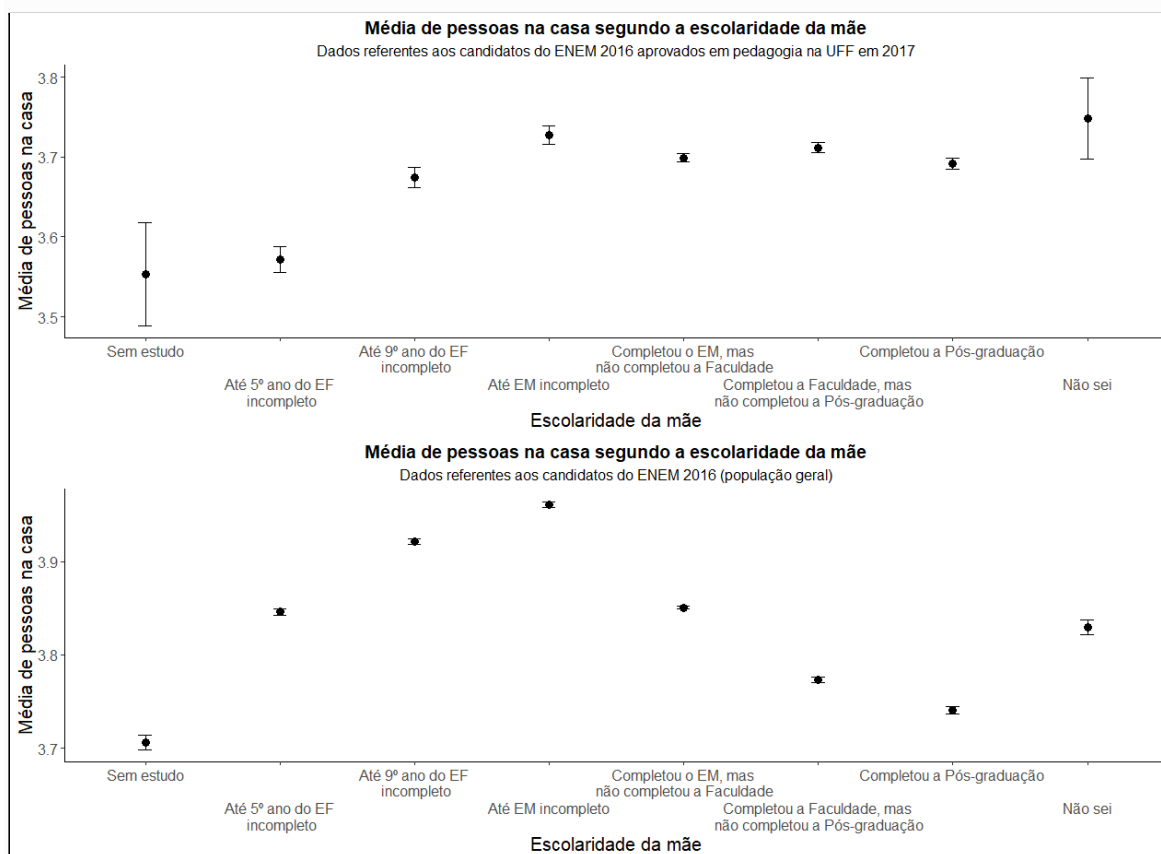 Média de pessoas na casa segundo a escolaridade da mãe
Dados referentes aos candidatos do ENEM 2016 aprovados em pedagogia na UFF em 2017
Média de pessoas na casa
3.8
3.7
3.6
3.5
Sem estudo
Até 5º ano do EF
incompleto
Até 9º ano do EF
incompleto
Até EM incompleto
Completou o EM, mas
não completou a Faculdade
Completou a Faculdade, mas
não completou a Pós-graduação
Completou a Pós-graduação
Não sei
Escolaridade da mãe
Média de pessoas na casa segundo a escolaridade da mãe
Dados referentes aos candidatos do ENEM 2016 (população geral)
Média de pessoas na casa
3.9
3.8
3.7
Sem estudo
Até 5º ano do EF
incompleto
Até 9º ano do EF
incompleto
Até EM incompleto
Completou o EM, mas
não completou a Faculdade
Completou a Faculdade, mas
não completou a Pós-graduação
Completou a Pós-graduação
Não sei
Escolaridade da mãe